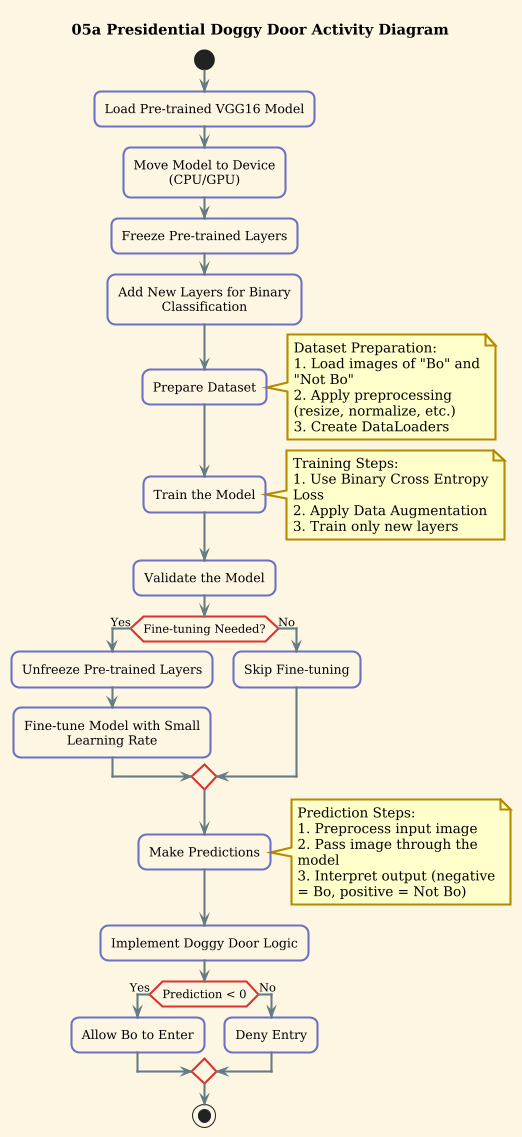 05a Presidential Doggy Door Activity Diagram
Load Pre-trained VGG16 Model
Move Model to Device
(CPU/GPU)
Freeze Pre-trained Layers
Add New Layers for Binary
Classification
Prepare Dataset
Dataset Preparation:
1. Load images of "Bo" and
"Not Bo"
2. Apply preprocessing
(resize, normalize, etc.)
3. Create DataLoaders
Train the Model
Training Steps:
1. Use Binary Cross Entropy
Loss
2. Apply Data Augmentation
3. Train only new layers
Validate the Model
Yes
Fine-tuning Needed?
No
Unfreeze Pre-trained Layers
Skip Fine-tuning
Fine-tune Model with Small
Learning Rate
Make Predictions
Prediction Steps:
1. Preprocess input image
2. Pass image through the
model
3. Interpret output (negative
= Bo, positive = Not Bo)
Implement Doggy Door Logic
Yes
Prediction < 0
No
Allow Bo to Enter
Deny Entry